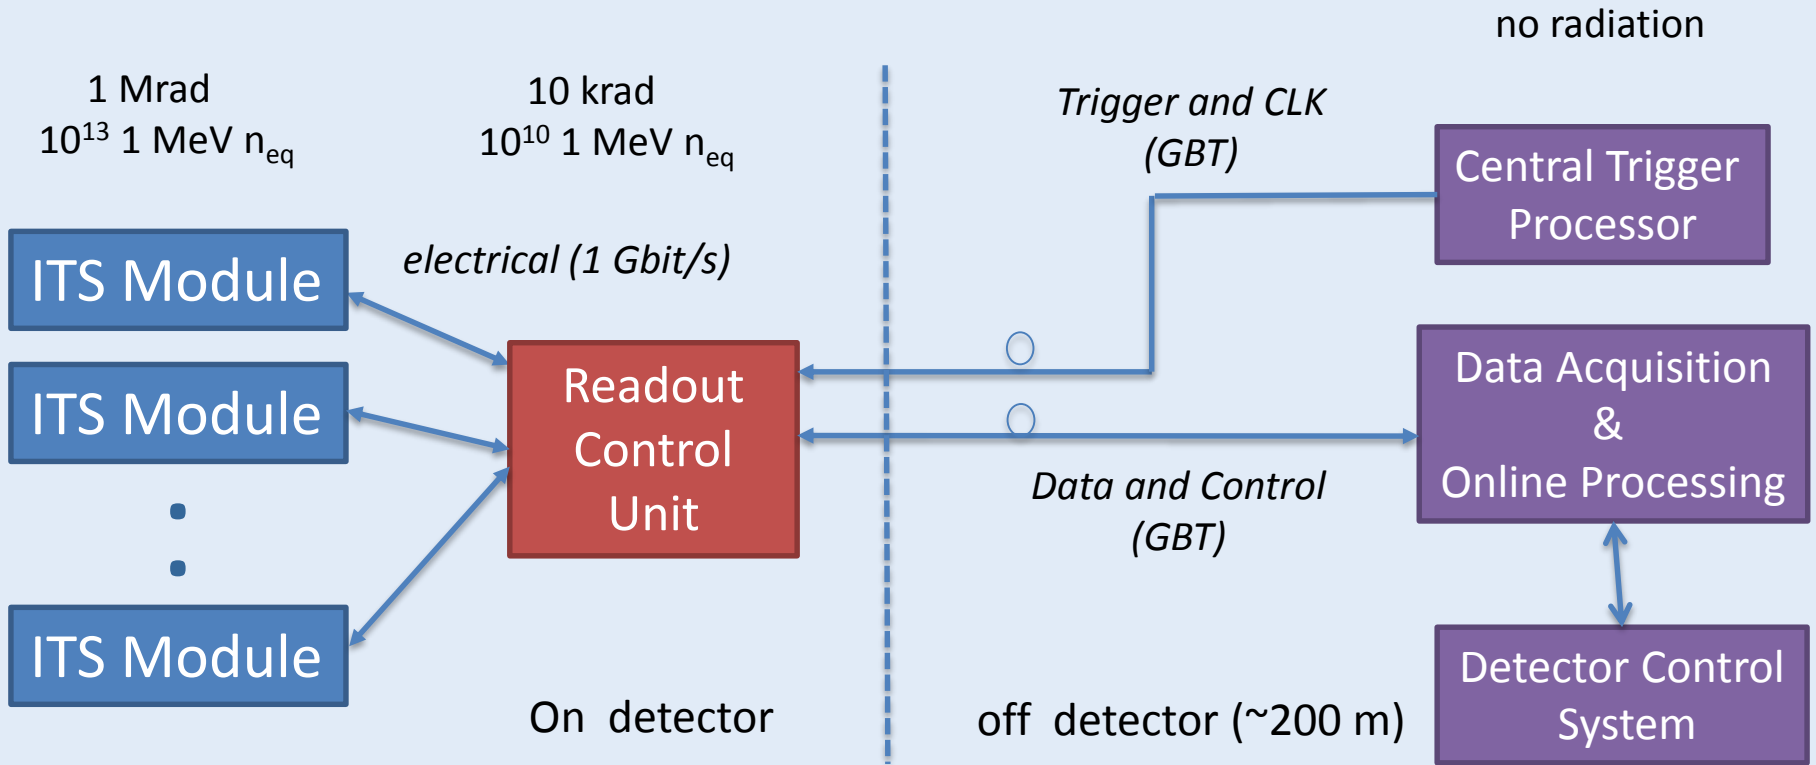 no radiation
1 Mrad
10¹³ 1 MeV nₑq
10 krad
10¹⁰ 1 MeV nₑq
Trigger and CLK
(GBT)
Central Trigger
Processor
electrical (1 Gbit/s)
ITS Module
ITS Module
ITS Module
Readout
Control
Unit
Data Acquisition
&
Online Processing
Data and Control
(GBT)
Detector Control
System
On detector
off detector (~200 m)